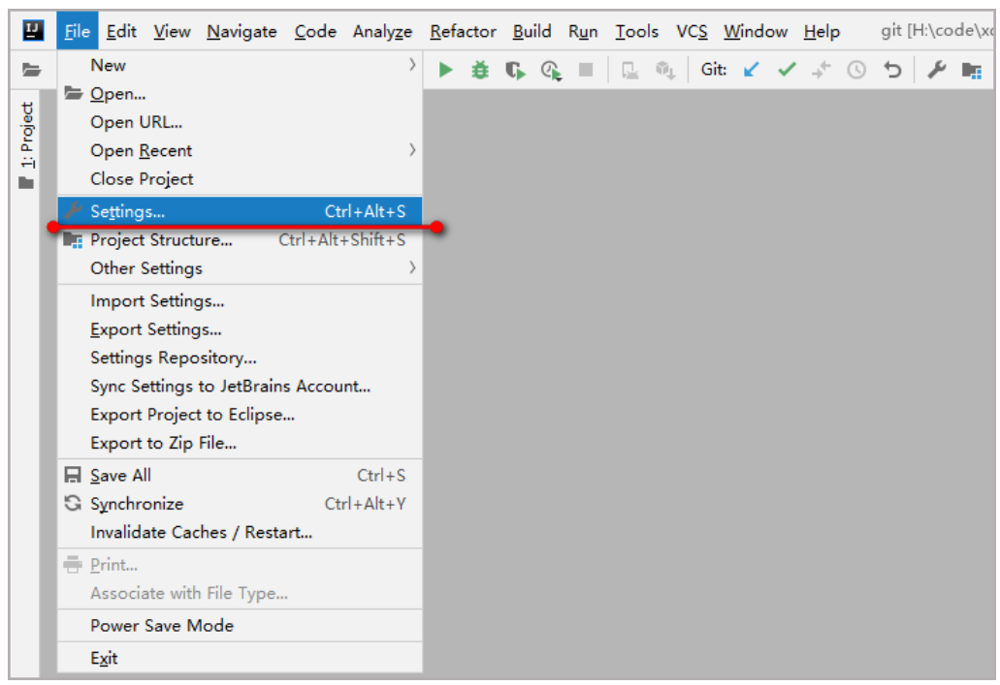 IJ
File Edit View Navigate Code Analyze Refactor Build Run Tools VCS Window Help git [H:\code\xc
Git:
1: Project
New
Open...
Open URL...
Open Recent
Close Project
Settings... Ctrl+Alt+S
Project Structure... Ctrl+Alt+Shift+S
Other Settings
Import Settings...
Export Settings...
Settings Repository...
Sync Settings to JetBrains Account...
Export Project to Eclipse...
Export to Zip File...
Save All Ctrl+S
Synchronize Ctrl+Alt+Y
Invalidate Caches / Restart...
Print...
Associate with File Type...
Power Save Mode
Exit